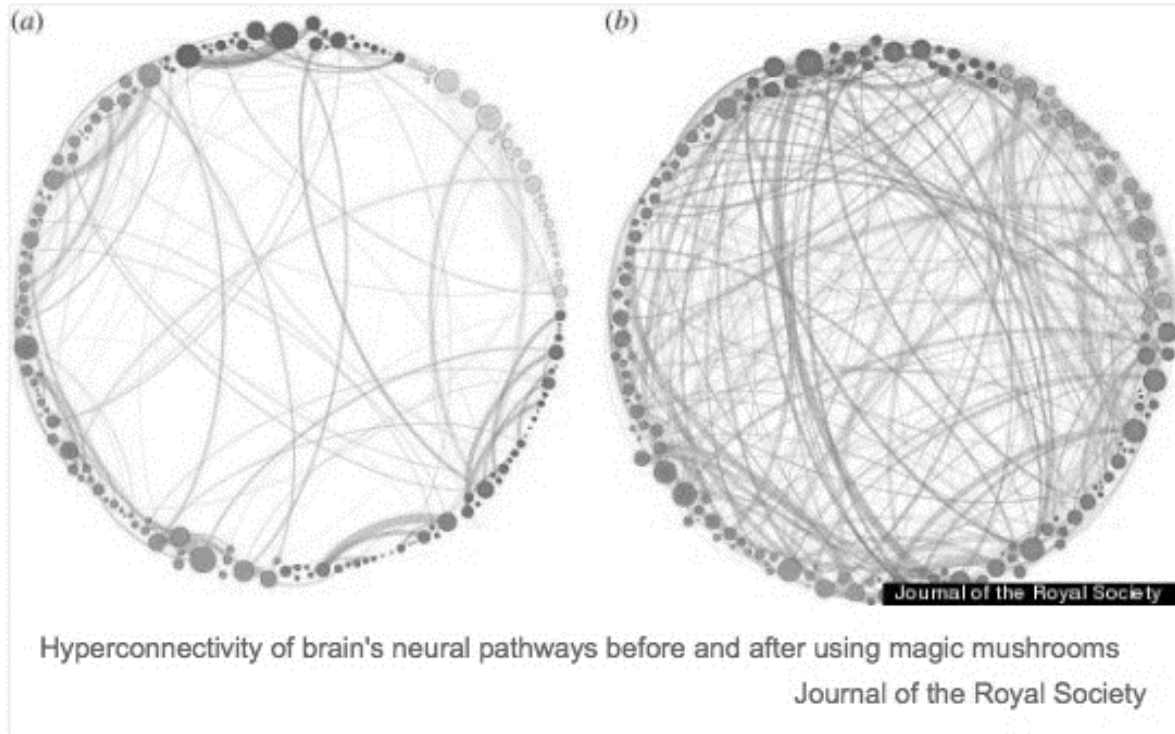 (a)
(b)
Journal of the Royal Society
Hyperconnectivity of brain's neural pathways before and after using magic mushrooms
Journal of the Royal Society